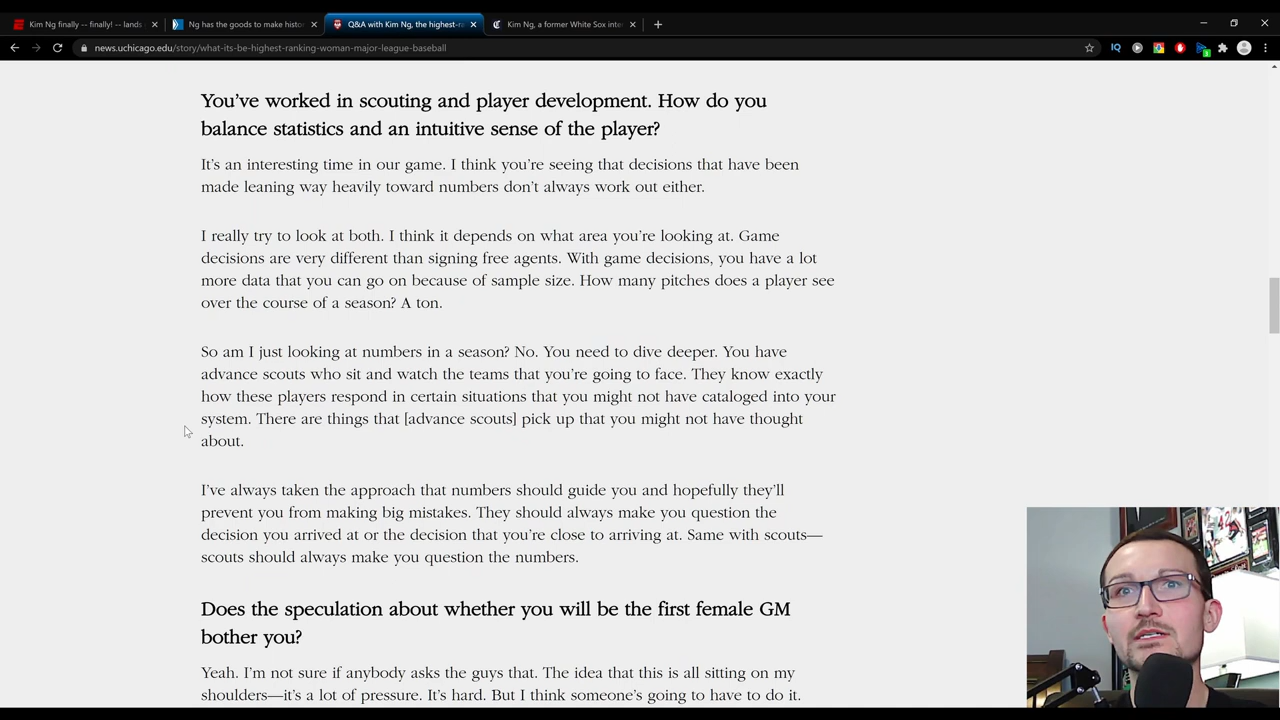 Kim Ng finally -- finally! -- lands
Ng has the goods to make histo
Q&A with Kim Ng, the highest-ra
Kim Ng, a former White Sox inte
news.uchicago.edu/story/what-its-be-highest-ranking-woman-major-league-baseball
IQ
3
You've worked in scouting and player development. How do you
balance statistics and an intuitive sense of the player?
It's an interesting time in our game. I think you're seeing that decisions that have been
made leaning way heavily toward numbers don't always work out either.
I really try to look at both. I think it depends on what area you're looking at. Game
decisions are very different than signing free agents. With game decisions, you have a lot
more data that you can go on because of sample size. How many pitches does a player see
over the course of a season? A ton.
So am I just looking at numbers in a season? No. You need to dive deeper. You have
advance scouts who sit and watch the teams that you're going to face. They know exactly
how these players respond in certain situations that you might not have cataloged into your
system. There are things that [advance scouts] pick up that you might not have thought
about.
I've always taken the approach that numbers should guide you and hopefully they'll
prevent you from making big mistakes. They should always make you question the
decision you arrived at or the decision that you're close to arriving at. Same with scouts—
scouts should always make you question the numbers.
Does the speculation about whether you will be the first female GM
bother you?
Yeah. I'm not sure if anybody asks the guys that. The idea that this is all sitting on my
shoulders—it's a lot of pressure. It's hard. But I think someone's going to have to do it.